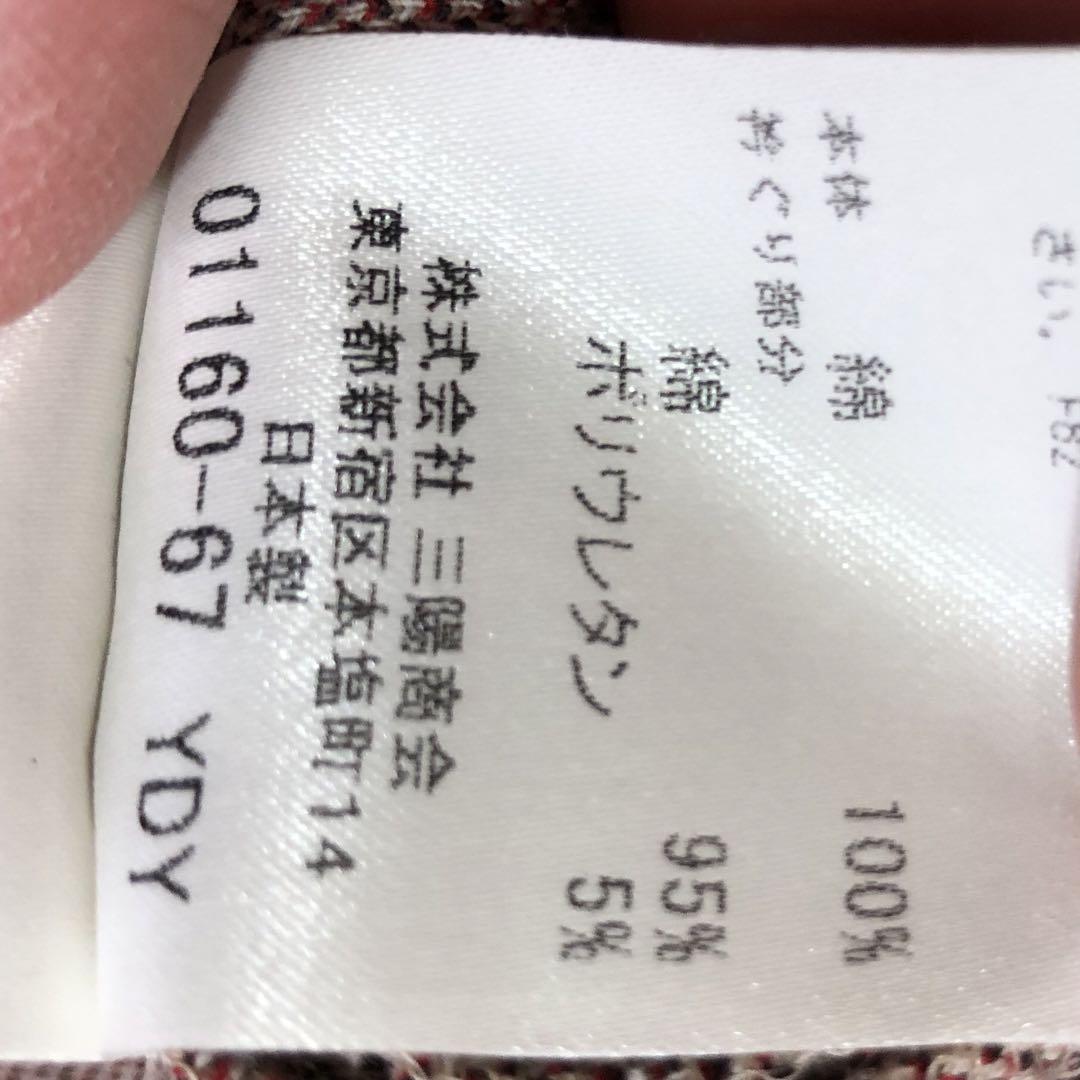 さい。
本体 綿 100%
衿ぐり部分
綿 95%
ポリウレタン 5%
株式会社 三陽商会
東京都新宿区本塩町14
日本製
01160-67 YDY